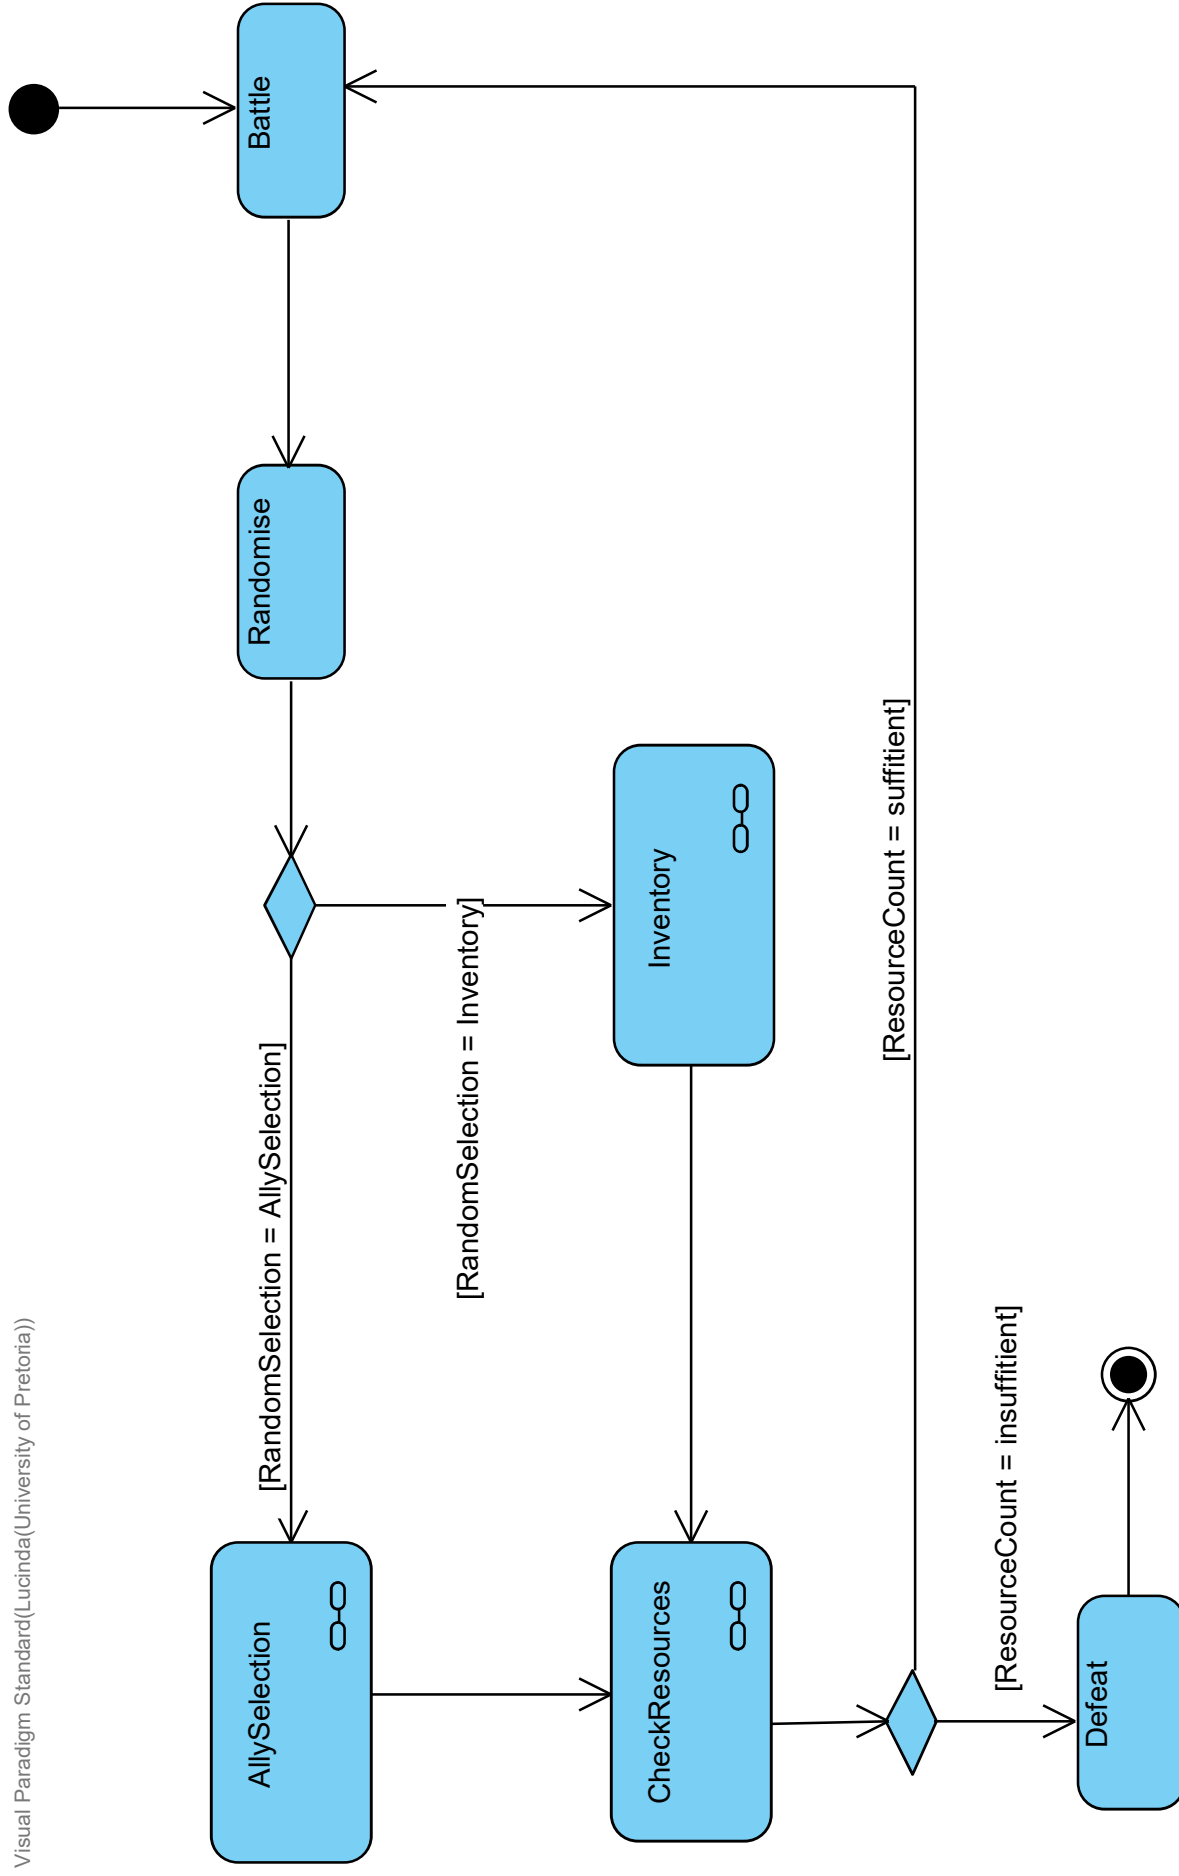 Visual Paradigm Standard(Lucinda(University of Pretoria))
AllySelection
[RandomSelection = AllySelection]
Randomise
Battle
[RandomSelection = Inventory]
CheckResources
Inventory
[ResourceCount = suffitient]
[ResourceCount = insuffitient]
Defeat